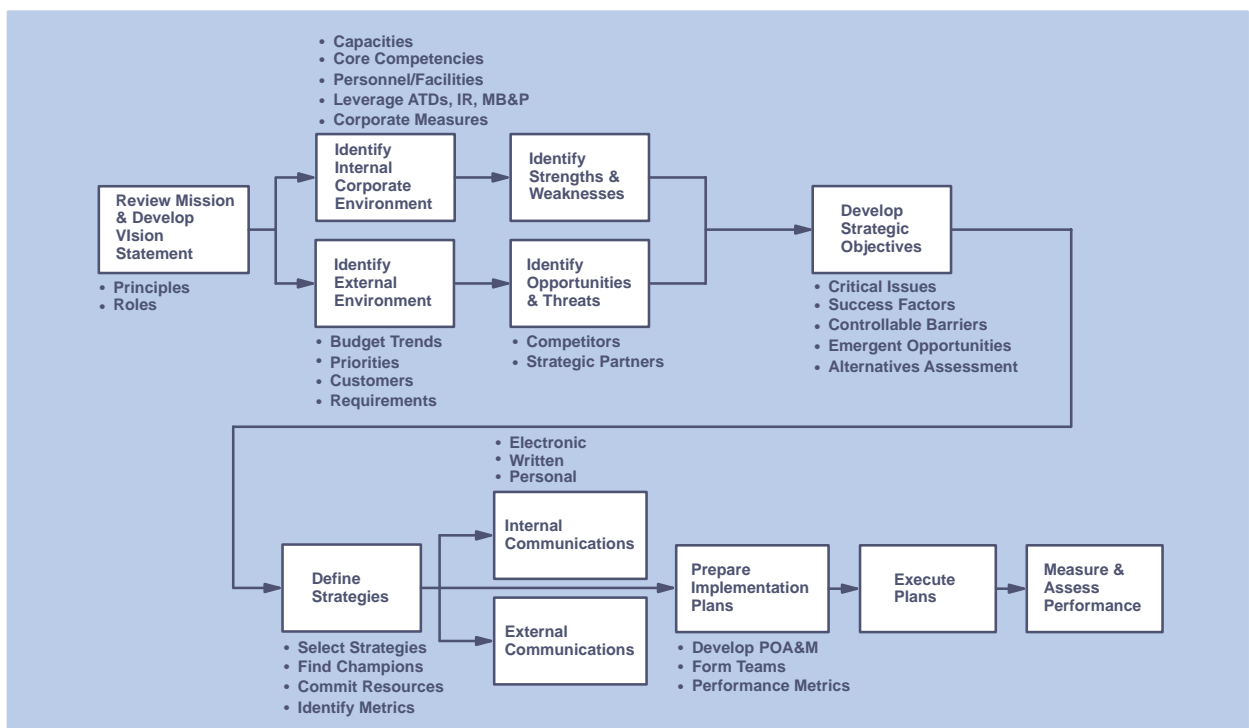 • Capacities
• Core Competencies
• Personnel/Facilities
• Leverage ATDs, IR, MB&P
• Corporate Measures
Identify
Internal
Corporate
Environment
Identify
Strengths &
Weaknesses
Review Mission
& Develop
VIsion
Statement
• Principles
• Roles
Identify
External
Environment
• Budget Trends
• Priorities
• Customers
• Requirements
Identify
Opportunities
& Threats
• Competitors
• Strategic Partners
Develop
Strategic
Objectives
• Critical Issues
• Success Factors
• Controllable Barriers
• Emergent Opportunities
• Alternatives Assessment
• Electronic
• Written
• Personal
Internal
Communications
Define
Strategies
• Select Strategies
• Find Champions
• Commit Resources
• Identify Metrics
External
Communications
Prepare
Implementation
Plans
• Develop POA&M
• Form Teams
• Performance Metrics
Execute
Plans
Measure &
Assess
Performance